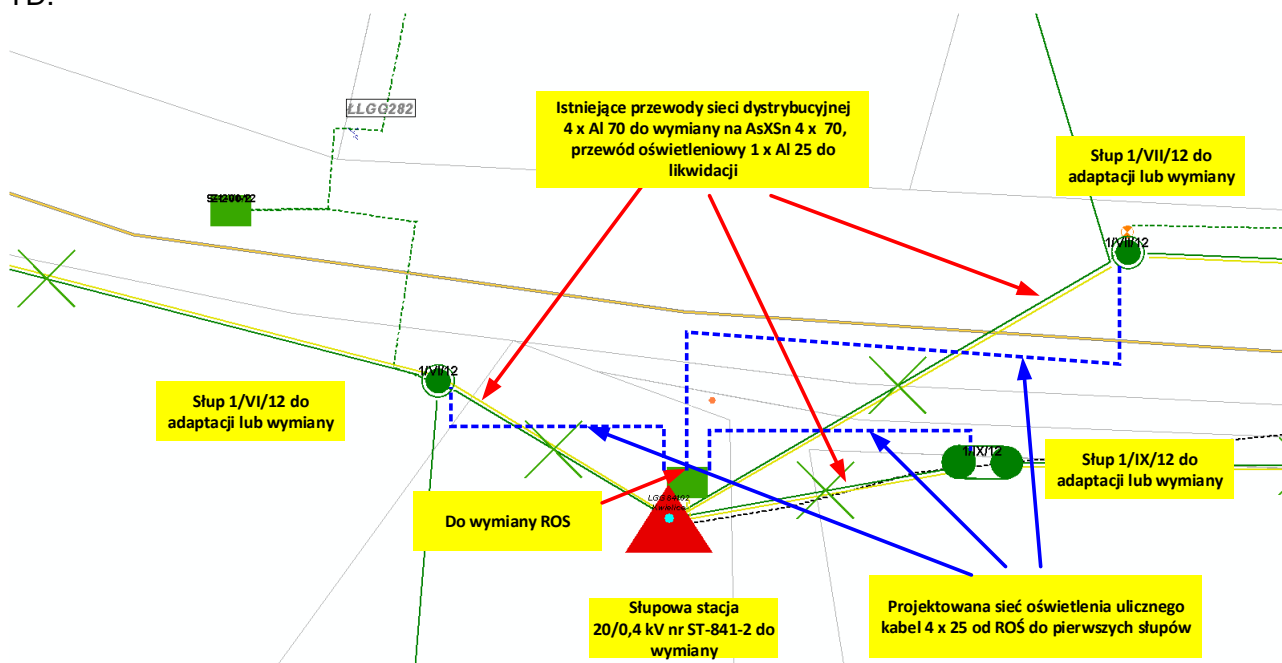 ŁLGG282
Istniejące przewody sieci dystrybucyjnej
4 x Al 70 do wymiany na AsXSn 4 x 70,
przewód oświetleniowy 1 x Al 25 do
likwidacji
Słup 1/VII/12 do
adaptacji lub wymiany
1/VII/12
1/VI/12
Słup 1/VI/12 do
adaptacji lub wymiany
1/IX/12
Słup 1/IX/12 do
adaptacji lub wymiany
Do wymiany ROS
Słupowa stacja
20/0,4 kV nr ST-841-2 do
wymiany
Projektowana sieć oświetlenia ulicznego
kabel 4 x 25 od ROŚ do pierwszych słupów